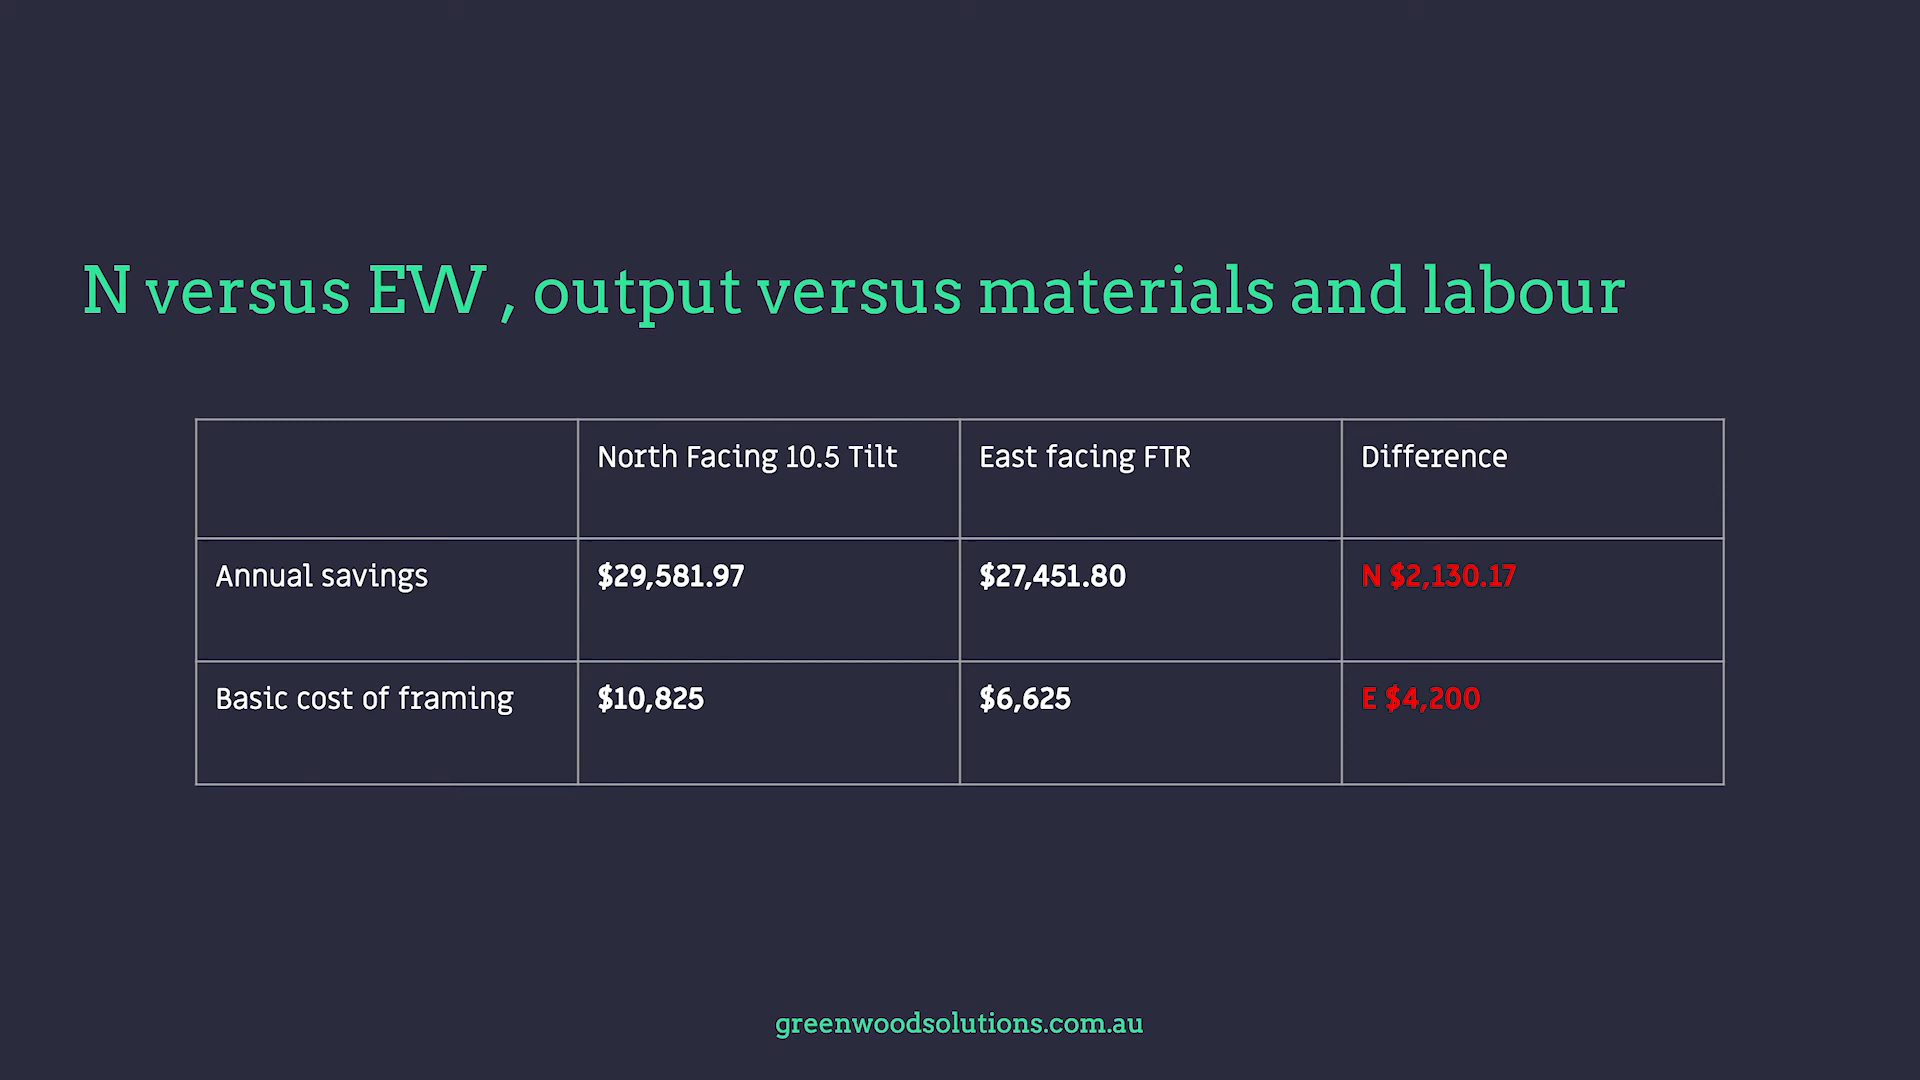 N versus EW , output versus materials and labour
North Facing 10.5 Tilt East facing FTR Difference
Annual savings $29,581.97 $27,451.80 N $2,130.17
Basic cost of framing $10,825 $6,625 E $4,200
greenwoodsolutions.com.au